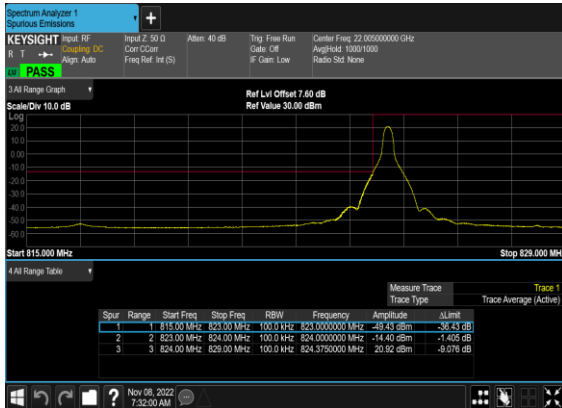 Spectrum Analyzer 1
Spurious Emissions
+
KEYSIGHT Input: RF Input Z: 50 Ω Atten: 40 dB Trig: Free Run Center Freq: 22.005000000 GHz
R T Coupling: DC Corr CCorr Gate: Off Avg|Hold: 1000/1000
Align: Auto Freq Ref: Int (S) IF Gain: Low Radio Std: None
PASS
3 All Range Graph
Ref Lvl Offset 7.60 dB
Scale/Div 10.0 dB Ref Value 30.00 dBm
Log
20.0
10.0
0.00
-10.0
-20.0
-30.0
-40.0
-50.0
-60.0
Start 815.000 MHz Stop 829.000 MH
4 All Range Table
Measure Trace Trace 1
Trace Type Trace Average (Active)
Spur Range Start Freq Stop Freq RBW Frequency Amplitude ΔLimit
1 1 815.00 MHz 823.00 MHz 100.0 kHz 823.0000000 MHz -49.43 dBm -36.43 dB
2 2 823.00 MHz 824.00 MHz 100.0 kHz 824.0000000 MHz -14.40 dBm -1.405 dB
3 3 824.00 MHz 829.00 MHz 100.0 kHz 824.3750000 MHz 20.92 dBm -9.076 dB
? Nov 08, 2022
7:32:00 AM